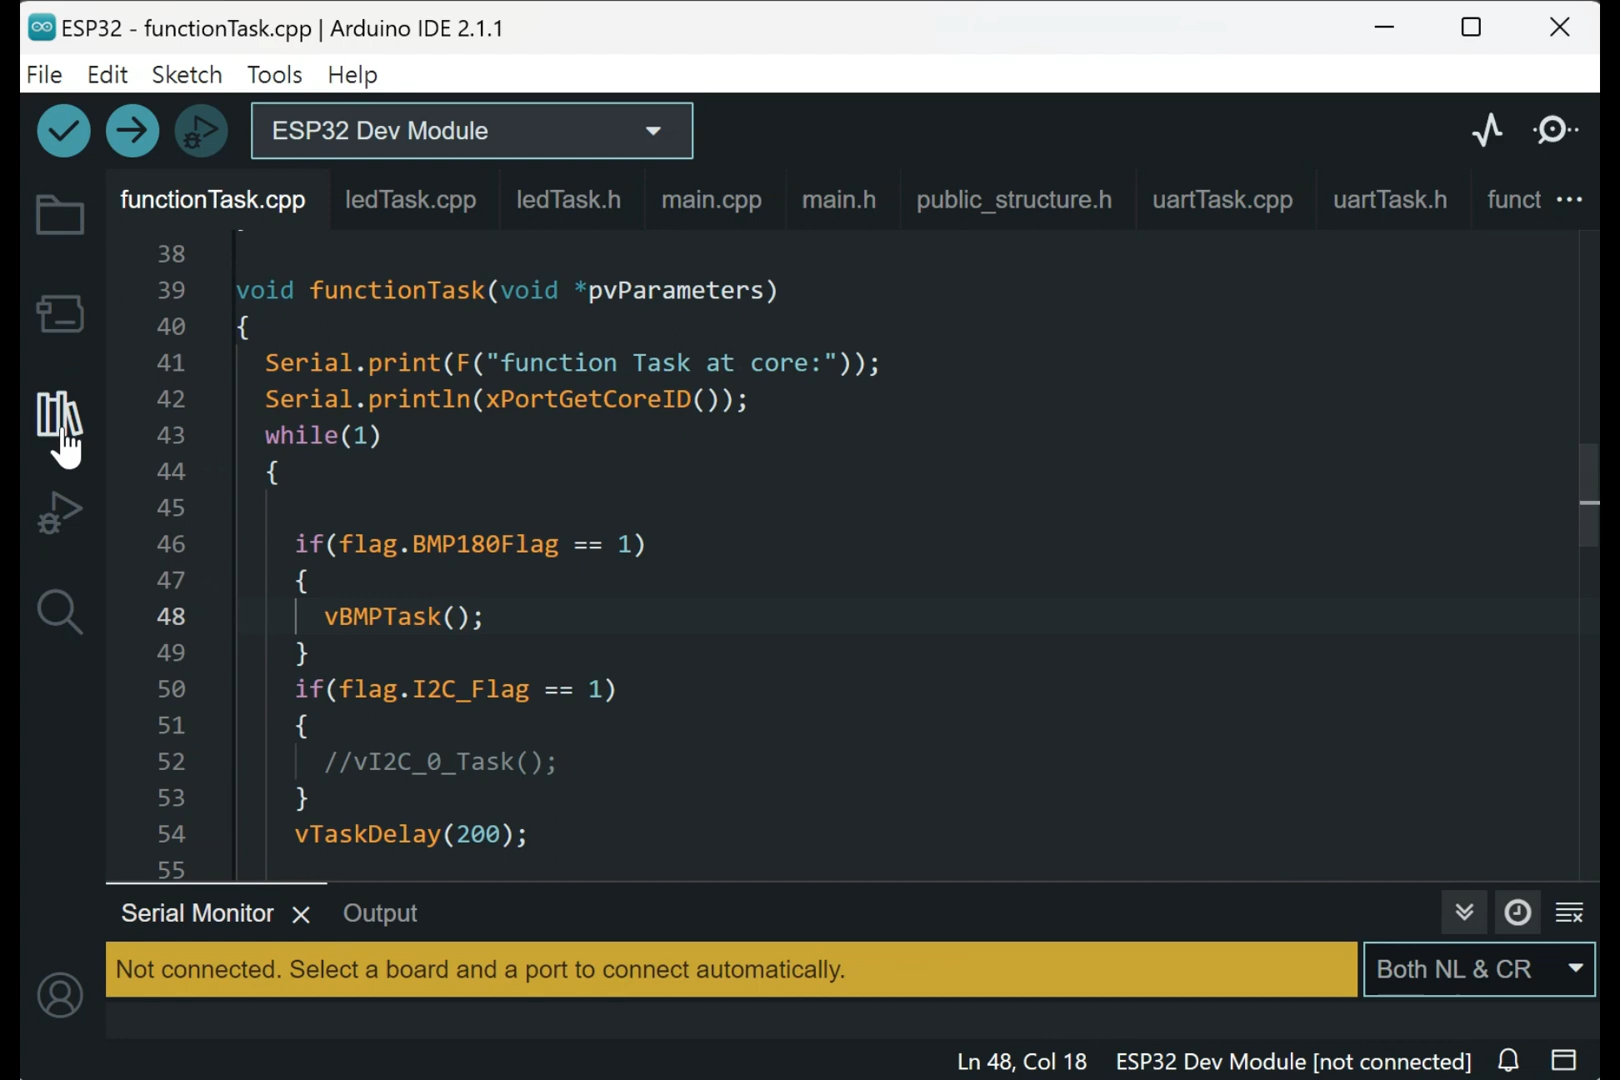 ESP32 - functionTask.cpp | Arduino IDE 2.1.1
File Edit Sketch Tools Help
ESP32 Dev Module
functionTask.cpp ledTask.cpp ledTask.h main.cpp main.h public_structure.h uartTask.cpp uartTask.h funct ...
38
39 void functionTask(void *pvParameters)
40 {
41 Serial.print(F("function Task at core:"));
42 Serial.println(xPortGetCoreID());
43 while(1)
44 {
45
46 if(flag.BMP180Flag == 1)
47 {
48 vBMPTask();
49 }
50 if(flag.I2C_Flag == 1)
51 {
52 //vI2C_0_Task();
53 }
54 vTaskDelay(200);
55
Serial Monitor Output
Not connected. Select a board and a port to connect automatically. Both NL & CR
Ln 48, Col 18 ESP32 Dev Module [not connected]